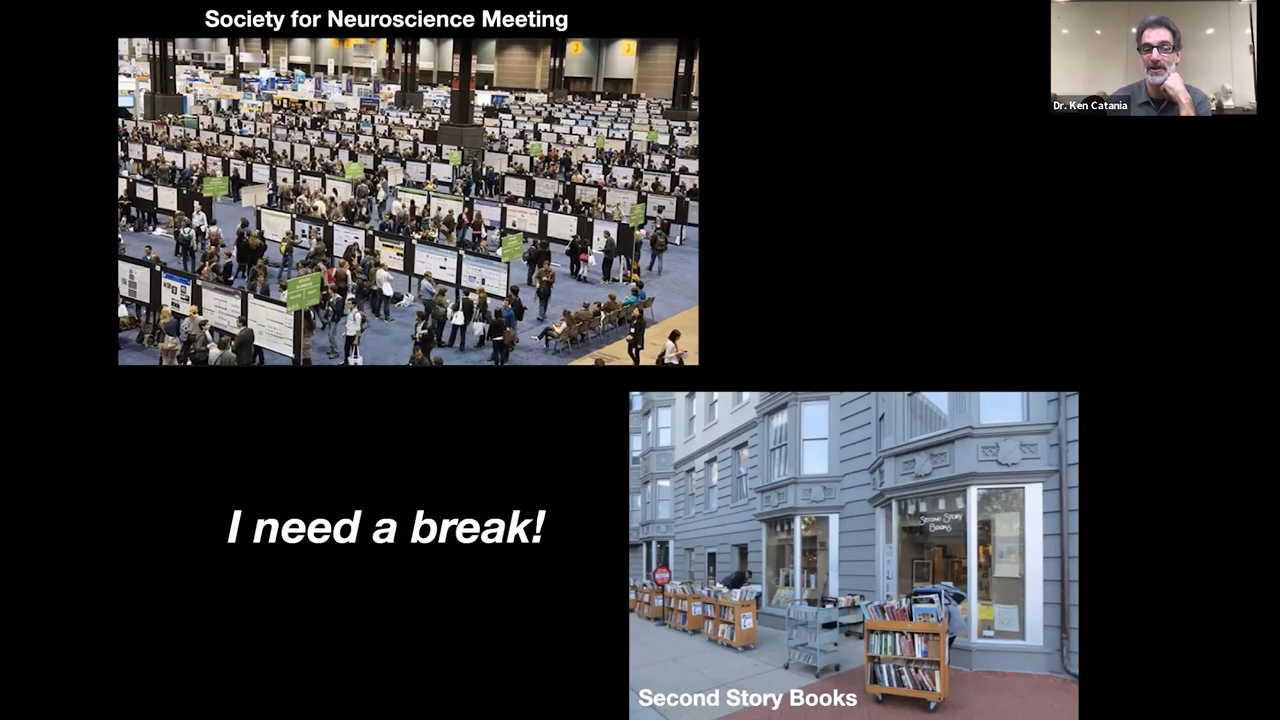 Society for Neuroscience Meeting
Dr. Ken Catania
I need a break!
Second Story
Books
Second Story Books